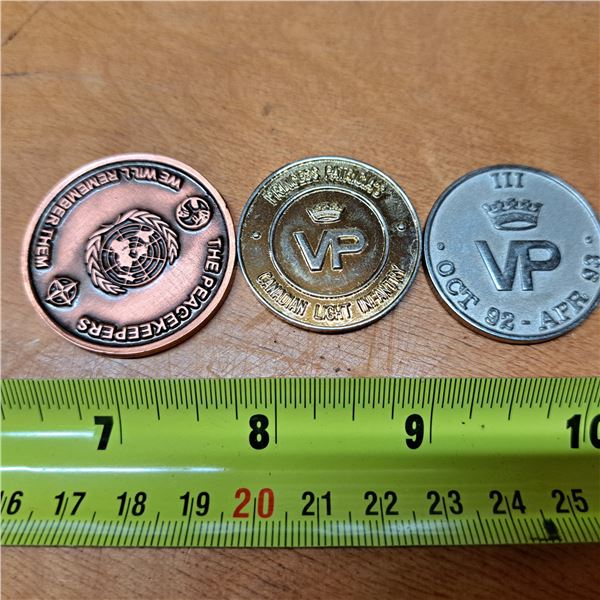 WE WILL REMEMBER THEM
THE PEACEKEEPERS
PRINCESS PATRICIA'S
VP
CANADIAN LIGHT INFANTRY
III
VP
OCT 92 - APR 93
7 8 9 10
16 17 18 19 20 21 22 23 24 25